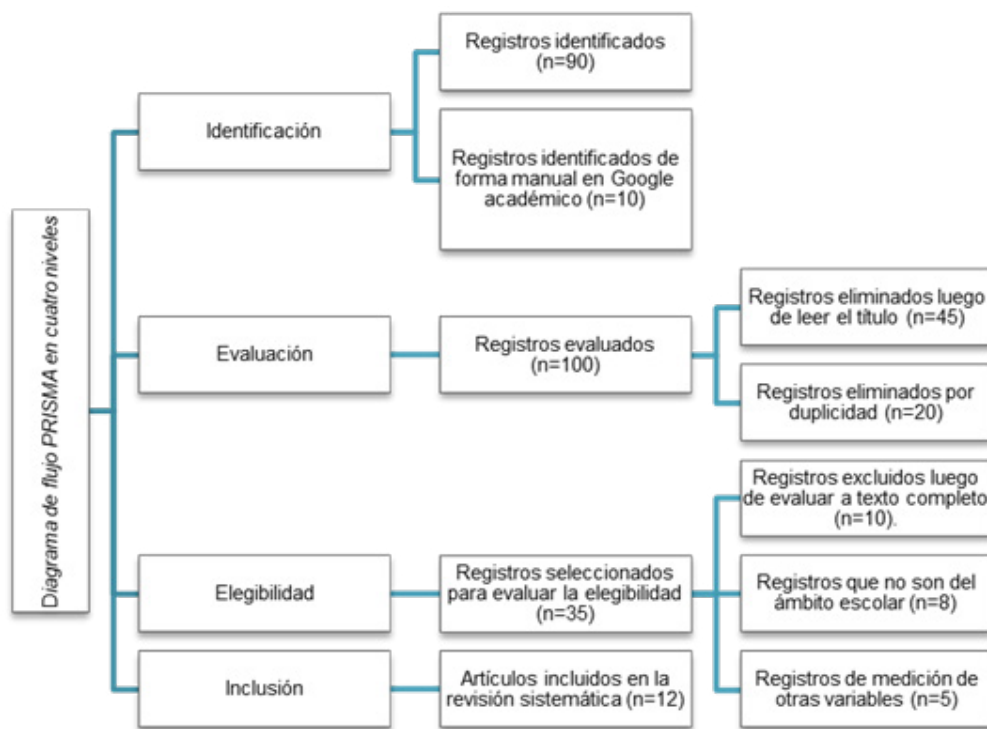 Diagrama de flujo PRISMA en cuatro niveles
Identificación
Registros identificados
(n=90)
Registros identificados de
forma manual en Google
académico (n=10)
Evaluación
Registros evaluados
(n=100)
Registros eliminados luego
de leer el título (n=45)
Registros eliminados por
duplicidad (n=20)
Elegibilidad
Registros seleccionados
para evaluar la elegibilidad
(n=35)
Registros excluidos luego
de evaluar a texto completo
(n=10).
Registros que no son del
ámbito escolar (n=8)
Registros de medición de
otras variables (n=5)
Inclusión
Artículos incluidos en la
revisión sistemática (n=12)